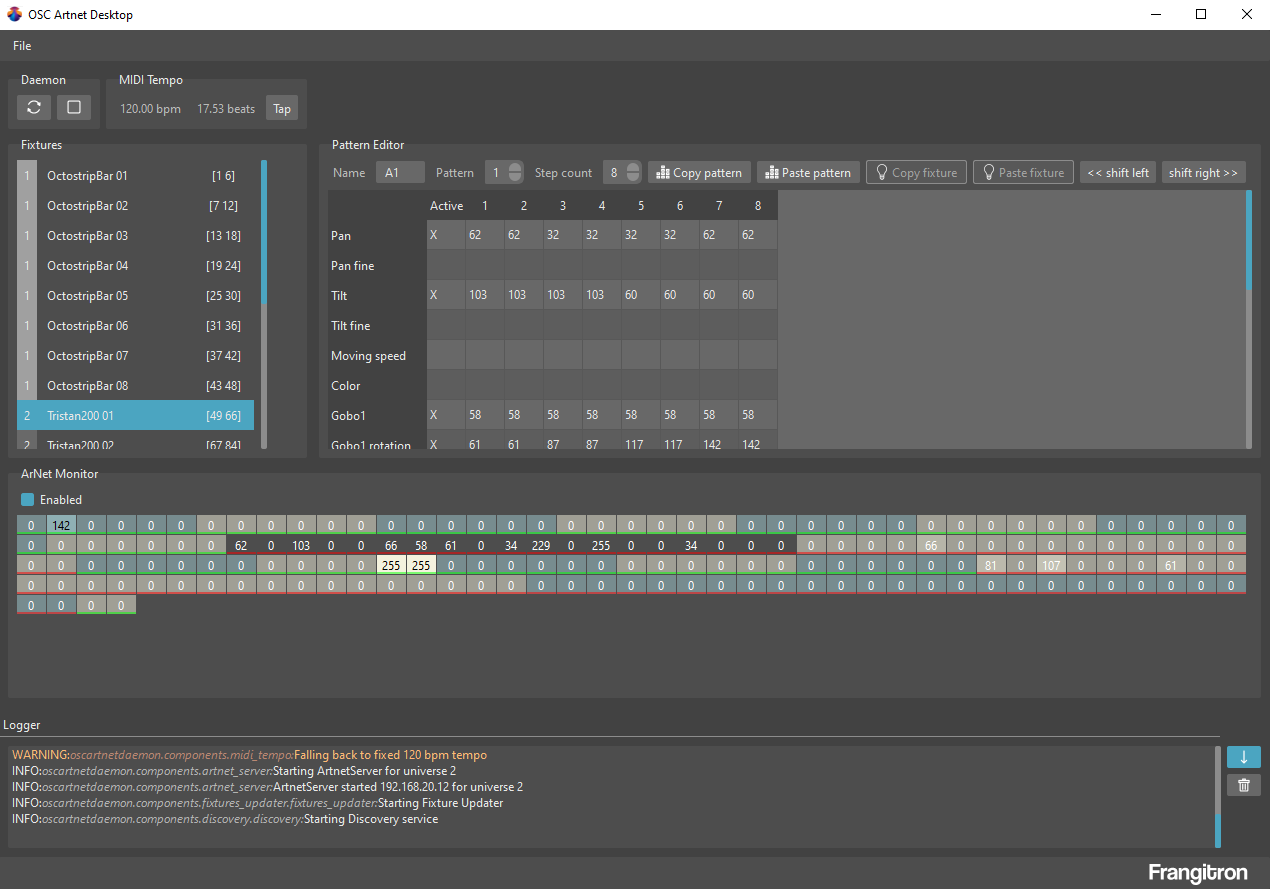 OSC Artnet Desktop
File
Daemon
MIDI Tempo
120.00 bpm 17.53 beats Tap
Fixtures
1 OctostripBar 01 [1 6]
1 OctostripBar 02 [7 12]
1 OctostripBar 03 [13 18]
1 OctostripBar 04 [19 24]
1 OctostripBar 05 [25 30]
1 OctostripBar 06 [31 36]
1 OctostripBar 07 [37 42]
1 OctostripBar 08 [43 48]
2 Tristan200 01 [49 66]
2 Tristan200 02 [67 84]
Pattern Editor
Name A1 Pattern 1 Step count 8 Copy pattern Paste pattern Copy fixture Paste fixture << shift left shift right >>
Active 1 2 3 4 5 6 7 8
Pan X 62 62 32 32 32 32 62 62
Pan fine
Tilt X 103 103 103 103 60 60 60 60
Tilt fine
Moving speed
Color
Gobo1 X 58 58 58 58 58 58 58 58
Gobo1 rotation X 61 61 87 87 117 117 142 142
ArNet Monitor
Enabled
0 142 0 0 0 0 0 0 0 0 0 0 0 0 0 0 0 0 0 0 0 0 0 0 0 0 0 0 0 0 0 0 0 0 0 0 0 0 0 0 0
0 0 0 0 0 0 0 62 0 103 0 0 66 58 61 0 34 229 0 255 0 0 34 0 0 0 0 0 0 0 66 0 0 0 0 0 0 0 0 0 0
0 0 0 0 0 0 0 0 0 0 0 0 255 255 0 0 0 0 0 0 0 0 0 0 0 0 0 0 0 0 0 0 81 0 107 0 0 0 61 0 0
0 0 0 0 0 0 0 0 0 0 0 0 0 0 0 0 0 0 0 0 0 0 0 0 0 0 0 0 0 0 0 0 0 0 0 0 0 0 0 0 0
0 0 0 0
Logger
WARNING:oscartnetdaemon.components.midi_tempo:Falling back to fixed 120 bpm tempo
INFO:oscartnetdaemon.components.artnet_server:Starting ArtnetServer for universe 2
INFO:oscartnetdaemon.components.artnet_server:ArtnetServer started 192.168.20.12 for universe 2
INFO:oscartnetdaemon.components.fixtures_updater.fixtures_updater:Starting Fixture Updater
INFO:oscartnetdaemon.components.discovery.discovery:Starting Discovery service
Frangitron